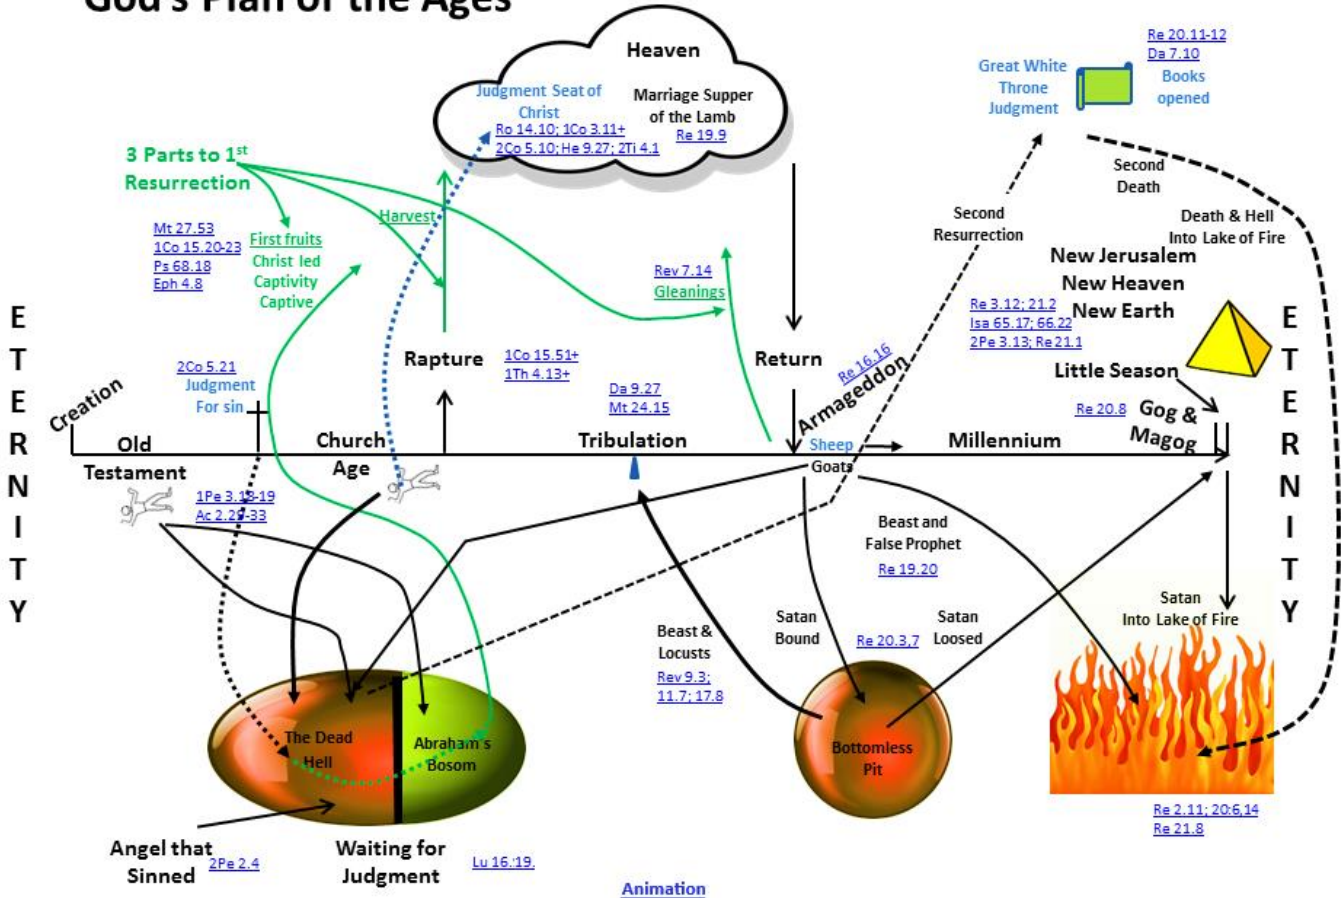 God's Plan of the Ages
Heaven
Judgment Seat of
Christ
Ro 14.10; 1Co 3.11+
2Co 5.10; He 9.27; 2Ti 4.1
Marriage Supper
of the Lamb
Re 19.9
Great White
Throne
Judgment
Re 20.11-12
Da 7.10
Books
opened
3 Parts to 1st
Resurrection
Mt 27.53
1Co 15.20-23
Ps 68.18
Eph 4.8
First fruits
Christ led
Captivity
Captive
Harvest
Rev 7.14
Gleanings
Second
Resurrection
Second
Death
Death & Hell
Into Lake of Fire
New Jerusalem
New Heaven
New Earth
Re 3.12; 21.2
Isa 65.17; 66.22
2Pe 3.13; Re 21.1
ETERNITY
Creation
Old
Testament
2Co 5.21
Judgment
For sin
Church
Age
Rapture
1Co 15.51+
1Th 4.13+
Da 9.27
Mt 24.15
Tribulation
Return
Re 16.16
Armageddon
Sheep
Goats
Millennium
Little Season
Re 20.8
Gog &
Magog
ETERNITY
1Pe 3.18-19
Ac 2.29-33
Beast and
False Prophet
Re 19.20
Beast &
Locusts
Rev 9.3;
11.7; 17.8
Satan
Bound
Re 20.3,7
Satan
Loosed
Satan
Into Lake of Fire
The Dead
Hell
Abraham's
Bosom
Bottomless
Pit
Re 2.11; 20:6,14
Re 21.8
Angel that
Sinned
2Pe 2.4
Waiting for
Judgment
Lu 16.:19.
Animation